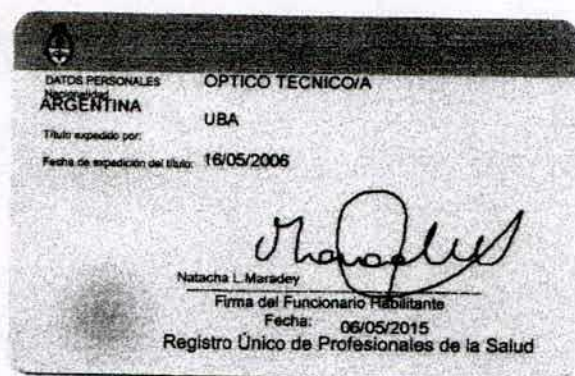 DATOS PERSONALES OPTICO TECNICO/A
Nacionalidad
ARGENTINA
UBA
Título expedido por:
Fecha de expedición del título: 16/05/2006
Natacha L.Maradey
Firma del Funcionario Habilitante
Fecha: 06/05/2015
Registro Único de Profesionales de la Salud